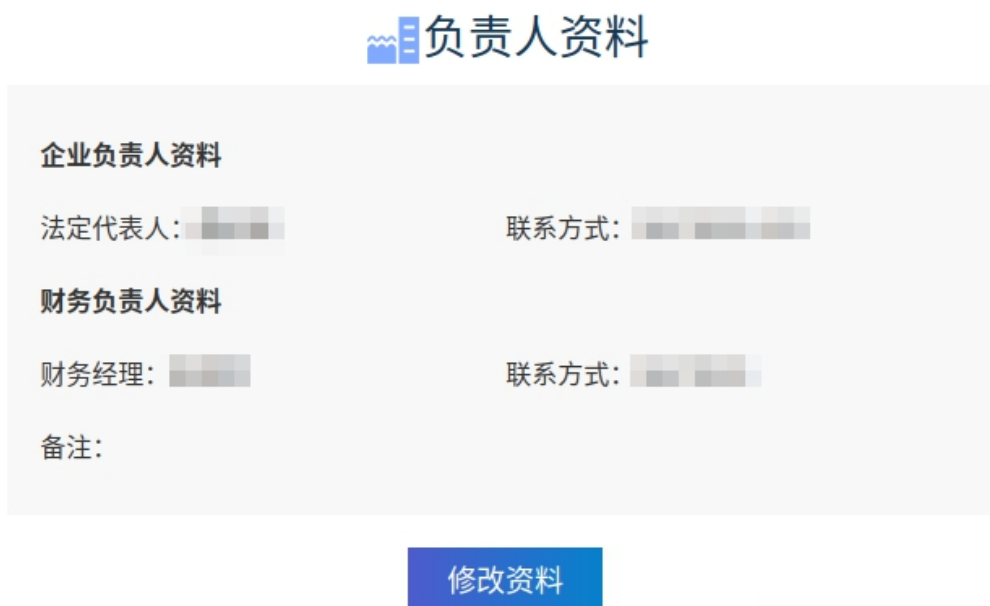 负责人资料
企业负责人资料
法定代表人： 联系方式：
财务负责人资料
财务经理： 联系方式：
备注：
修改资料